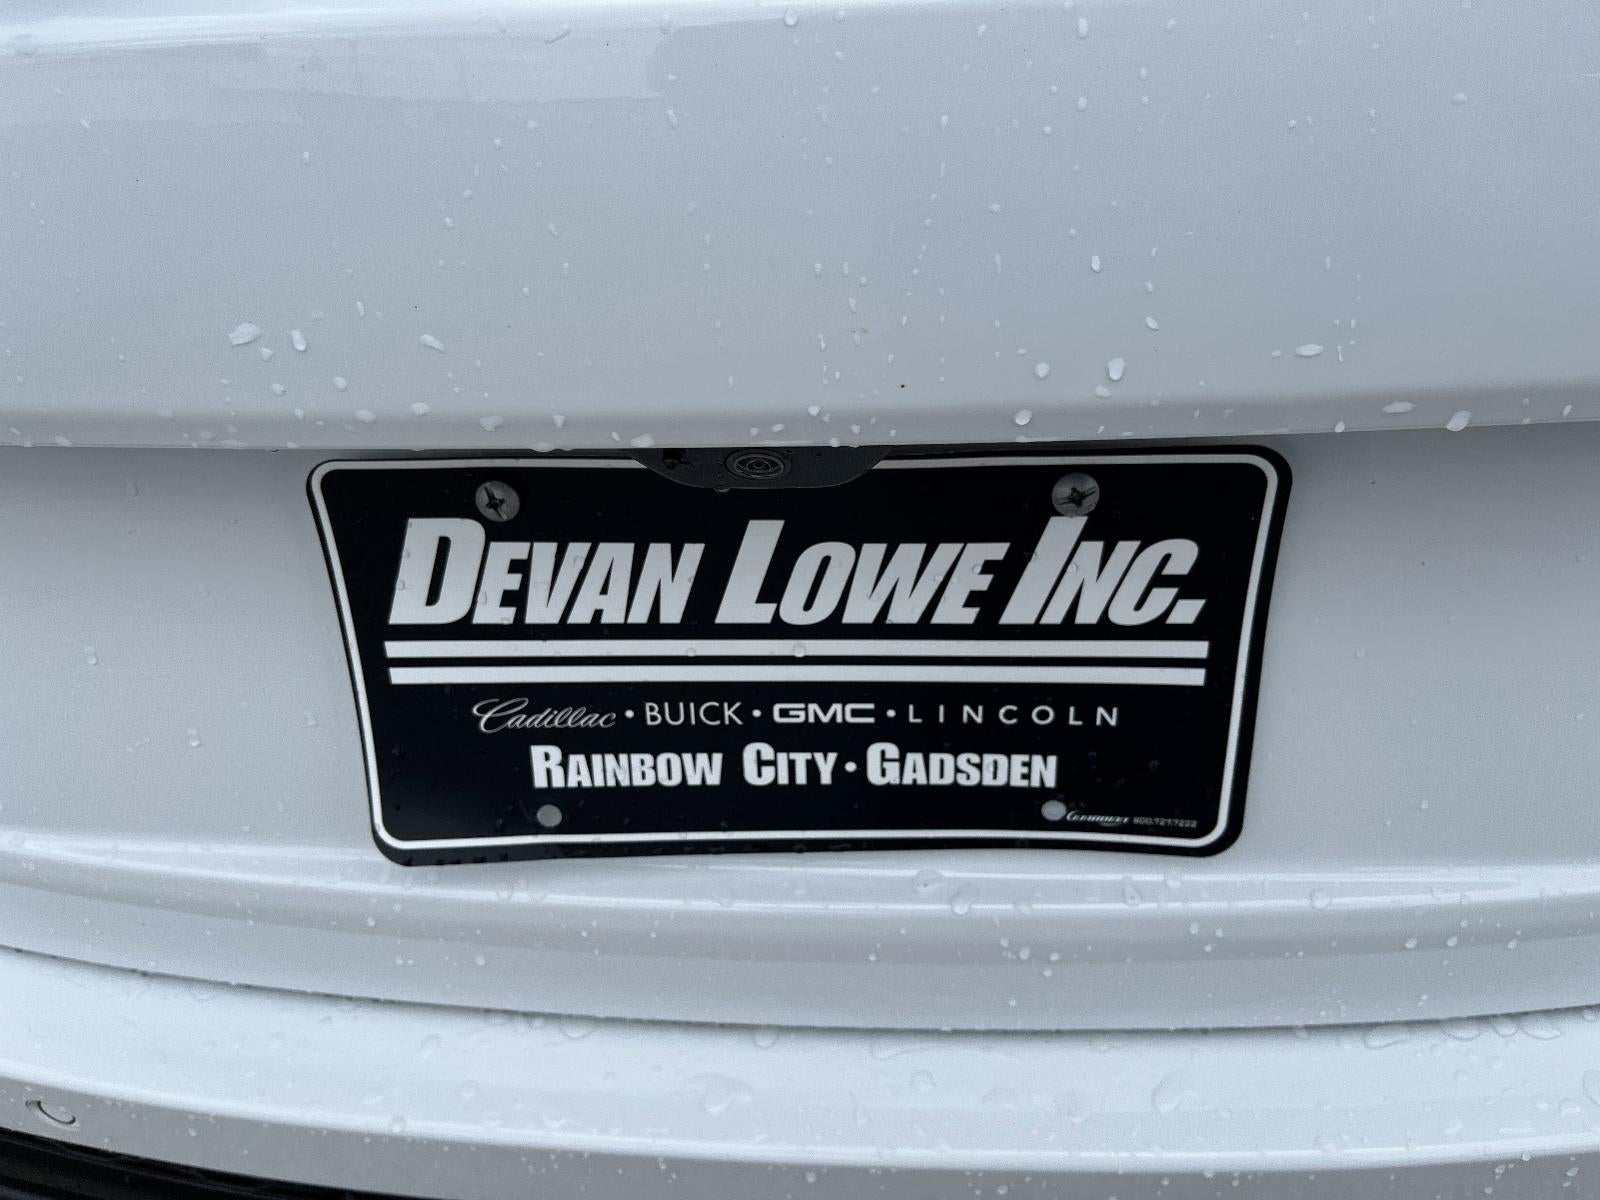 DEVAN LOWE INC.
Cadillac • BUICK • GMC • LINCOLN
RAINBOW CITY • GADSDEN